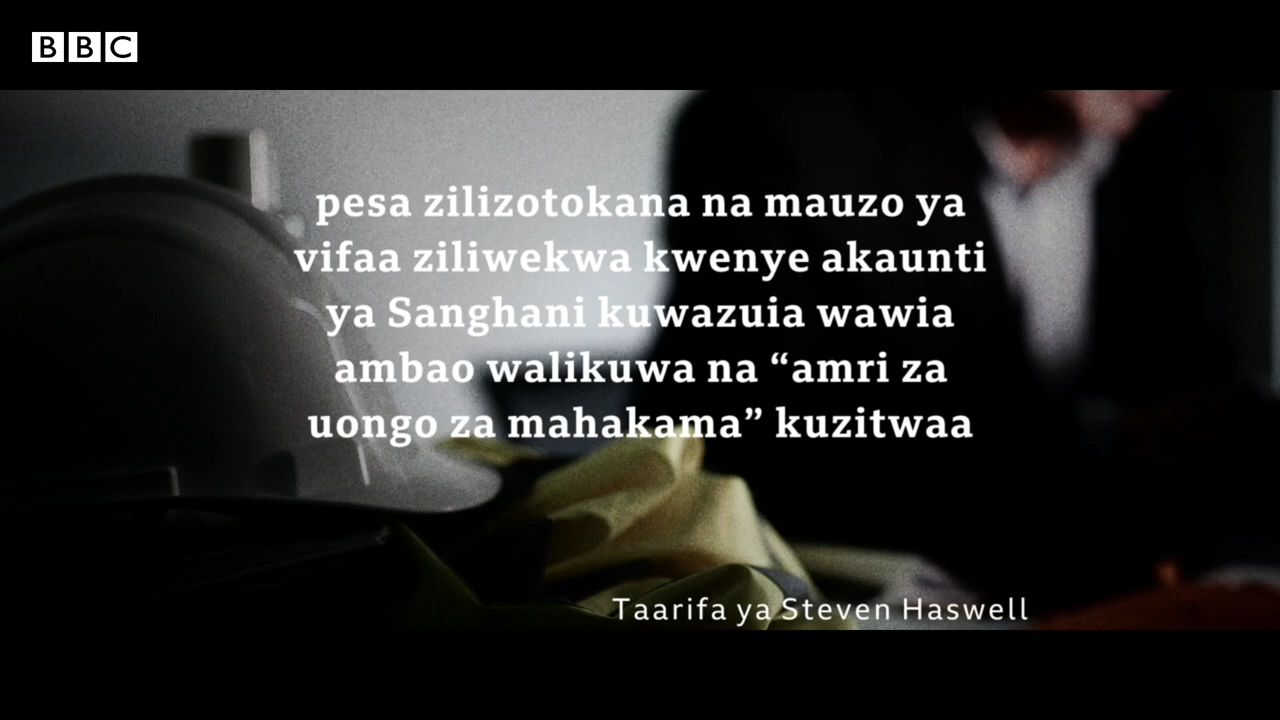 BBC
pesa zilizotokana na mauzo ya
vifaa ziliwekwa kwenye akaunti
ya Sanghani kuwazuia wawia
ambao walikuwa na “amri za
uongo za mahakama” kuzitwaa
Taarifa ya Steven Haswell